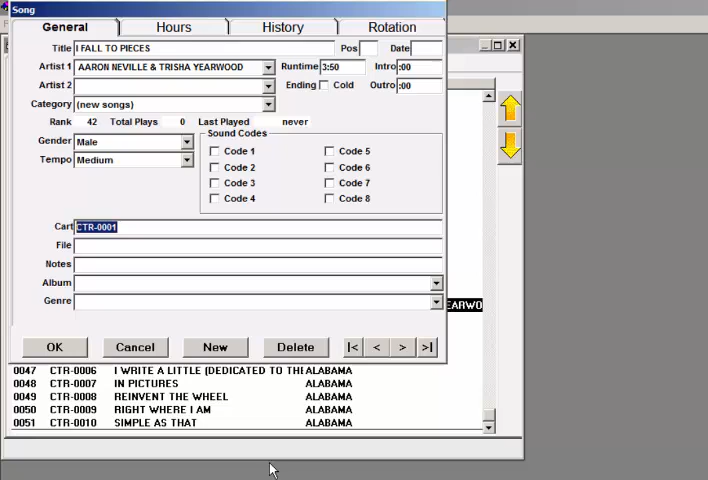 Song
General Hours History Rotation
Title I FALL TO PIECES Pos Date
Artist 1 AARON NEVILLE & TRISHA YEARWOOD Runtime 3:50 Intro :00
Artist 2 Ending Cold Outro :00
Category (new songs)
Rank 42 Total Plays 0 Last Played never
Gender Male
Tempo Medium
Sound Codes
Code 1 Code 5
Code 2 Code 6
Code 3 Code 7
Code 4 Code 8
Cart CTR-0001
File
Notes
Album
Genre
EARWO
OK Cancel New Delete |< < > >|
0047 CTR-0006 I WRITE A LITTLE (DEDICATED TO THE ALABAMA
0048 CTR-0007 IN PICTURES ALABAMA
0049 CTR-0008 REINVENT THE WHEEL ALABAMA
0050 CTR-0009 RIGHT WHERE I AM ALABAMA
0051 CTR-0010 SIMPLE AS THAT ALABAMA